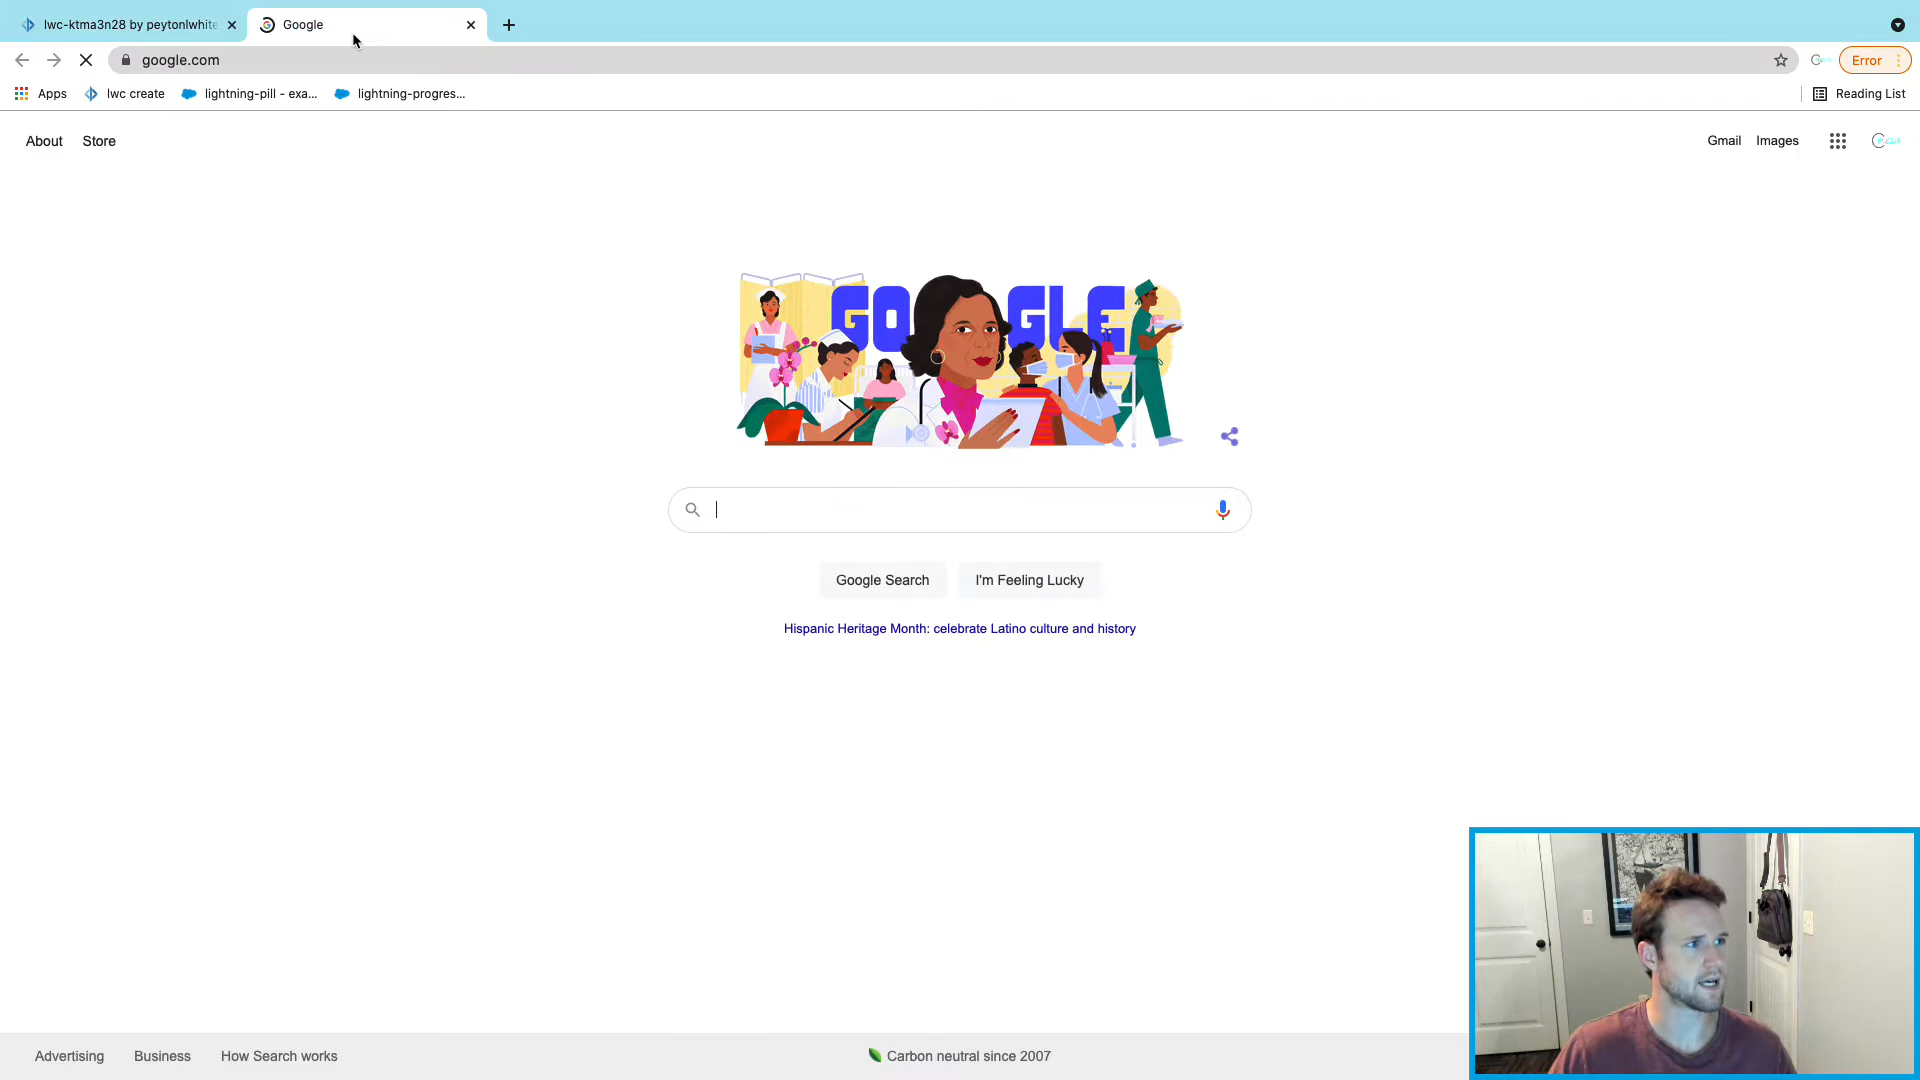 lwc-ktma3n28 by peytonlwhite
Google
google.com
Error
Apps
lwc create
lightning-pill - exa...
lightning-progres...
Reading List
About
Store
Gmail
Images
GOOGLE
Google Search
I'm Feeling Lucky
Hispanic Heritage Month: celebrate Latino culture and history
Advertising
Business
How Search works
Carbon neutral since 2007